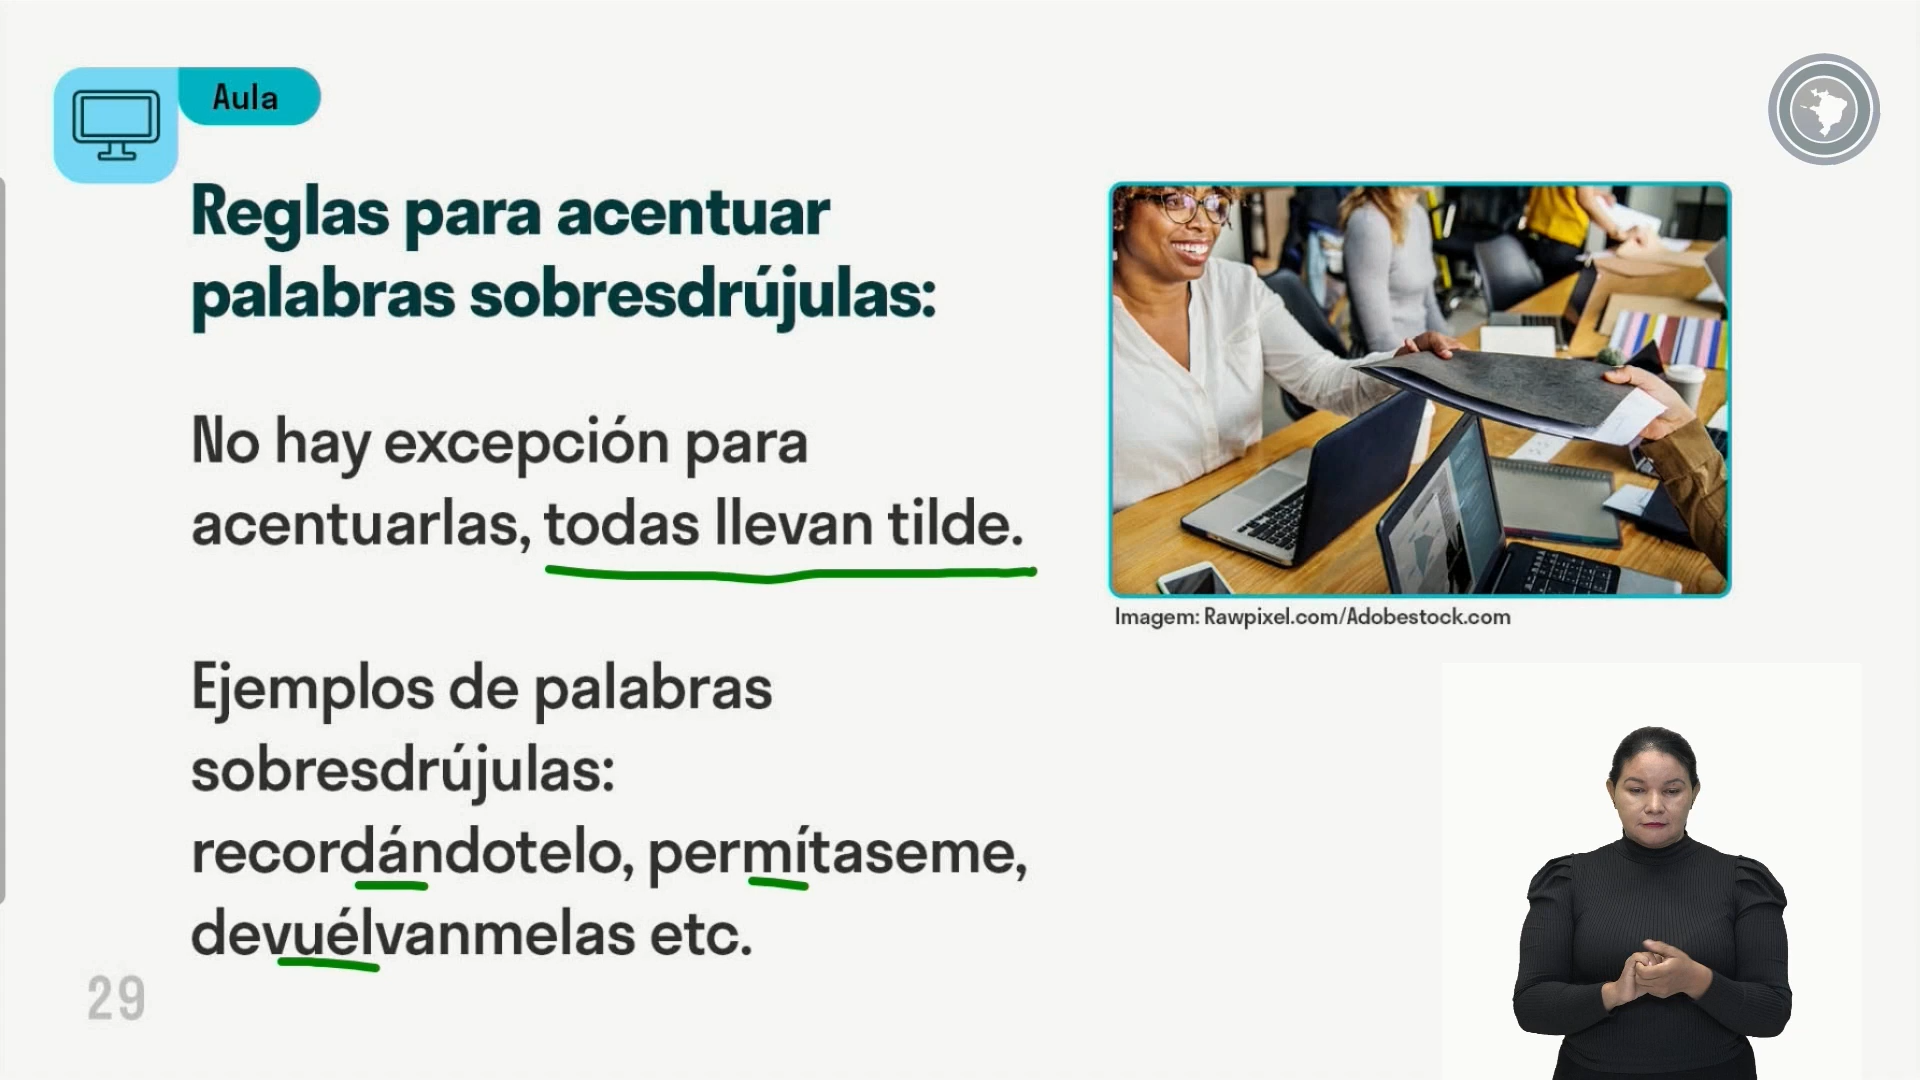 Aula
Reglas para acentuar
palabras sobresdrújulas:
No hay excepción para
acentuarlas, todas llevan tilde.
Imagem: Rawpixel.com/Adobestock.com
Ejemplos de palabras
sobresdrújulas:
recordándotelo, permítaseme,
devuélvanmelas etc.
29